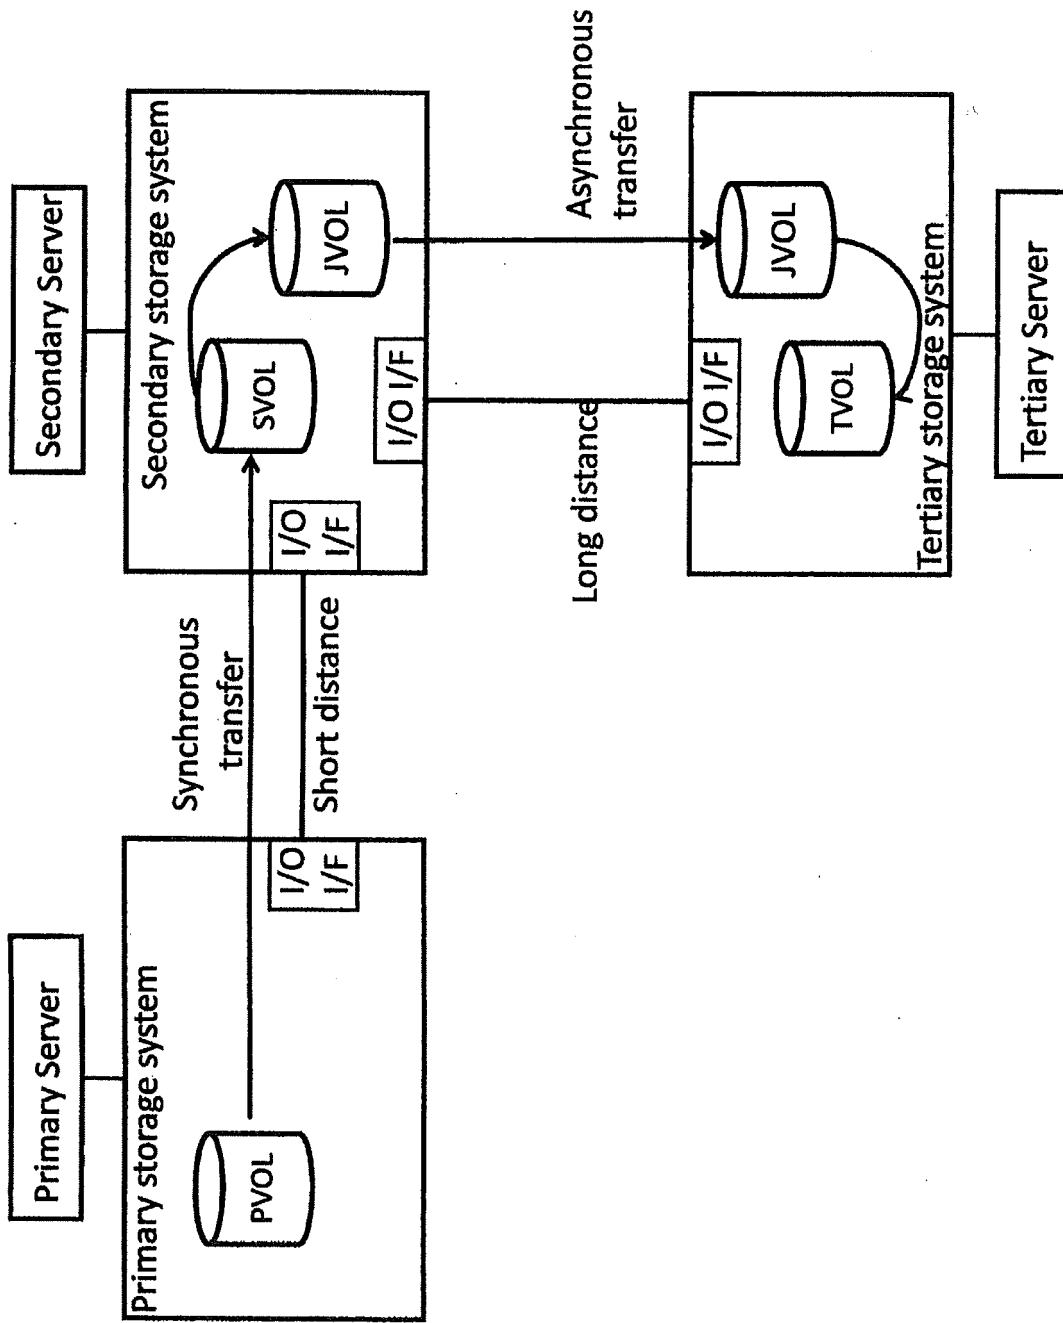 Primary Server
Primary storage system
PVOL
I/O
I/F
Synchronous
transfer
Short distance
Secondary Server
Secondary storage system
SVOL
JVOL
I/O
I/F
I/O I/F
Long distance
Asynchronous
transfer
I/O I/F
JVOL
TVOL
Tertiary storage system
Tertiary Server